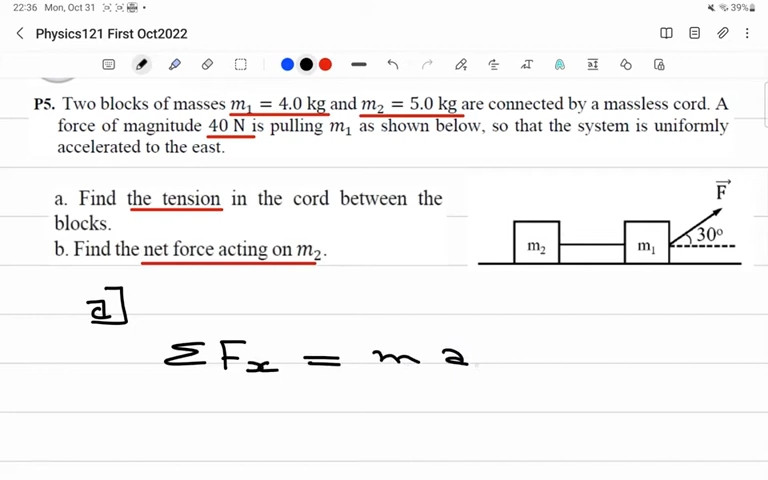 22:36 Mon, Oct 31
39%
Physics121 First Oct2022
P5. Two blocks of masses m₁ = 4.0 kg and m₂ = 5.0 kg are connected by a massless cord. A
force of magnitude 40 N is pulling m₁ as shown below, so that the system is uniformly
accelerated to the east.
a. Find the tension in the cord between the
blocks.
b. Find the net force acting on m₂.
F⃗
30°
m₂
m₁
a]
ΣFₓ = m a